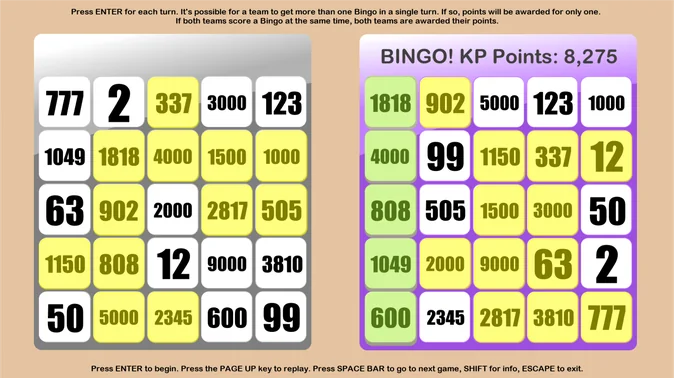 Press ENTER for each turn. It's possible for a team to get more than one Bingo in a single turn. If so, points will be awarded for only one.
If both teams score a Bingo at the same time, both teams are awarded their points.
777 2 337 3000 123
1049 1818 4000 1500 1000
63 902 2000 2817 505
1150 808 12 9000 3810
50 5000 2345 600 99
BINGO! KP Points: 8,275
1818 902 5000 123 1000
4000 99 1150 337 12
808 505 1500 3000 50
1049 2000 9000 63 2
600 2345 2817 3810 777
Press ENTER to begin. Press the PAGE UP key to replay. Press SPACE BAR to go to next game, SHIFT for info, ESCAPE to exit.